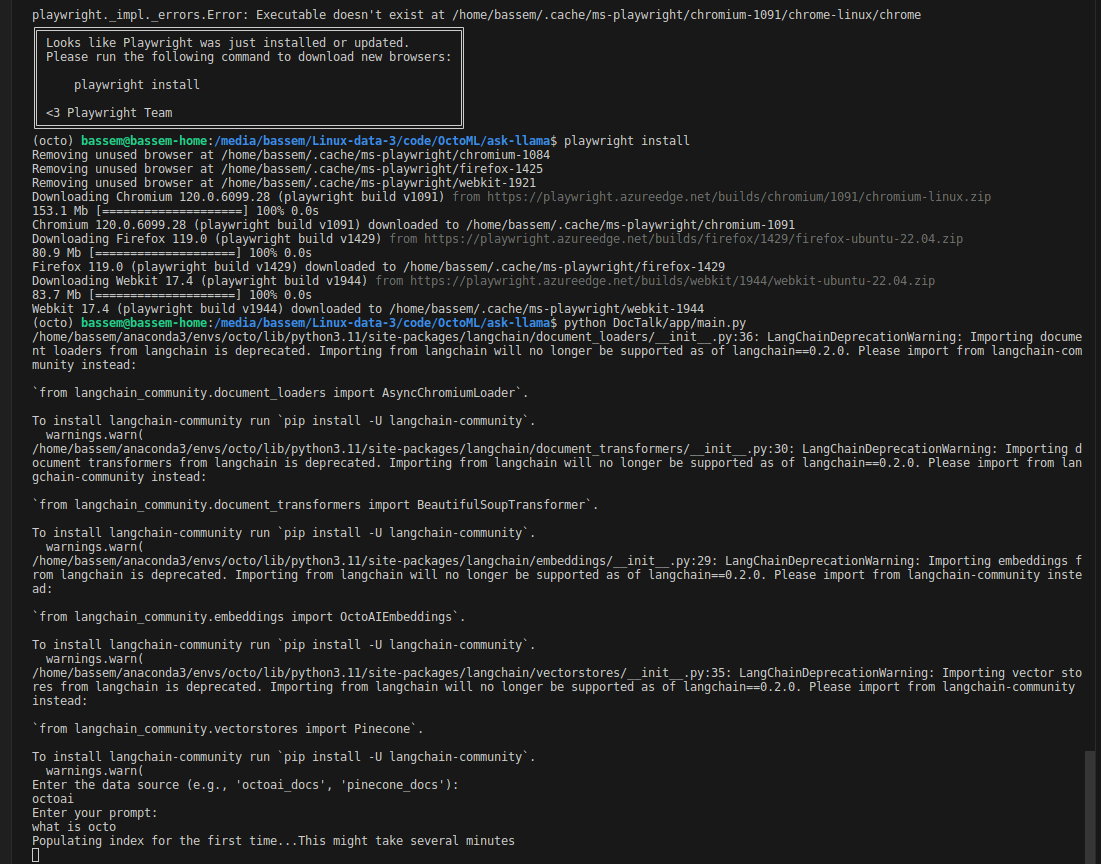 playwright._impl._errors.Error: Executable doesn't exist at /home/bassem/.cache/ms-playwright/chromium-1091/chrome-linux/chrome
Looks like Playwright was just installed or updated.
Please run the following command to download new browsers:
playwright install
<3 Playwright Team
(octo) bassem@bassem-home:/media/bassem/Linux-data-3/code/OctoML/ask-llama$ playwright install
Removing unused browser at /home/bassem/.cache/ms-playwright/chromium-1084
Removing unused browser at /home/bassem/.cache/ms-playwright/firefox-1425
Removing unused browser at /home/bassem/.cache/ms-playwright/webkit-1921
Downloading Chromium 120.0.6099.28 (playwright build v1091) from https://playwright.azureedge.net/builds/chromium/1091/chromium-linux.zip
153.1 Mb [====================] 100% 0.0s
Chromium 120.0.6099.28 (playwright build v1091) downloaded to /home/bassem/.cache/ms-playwright/chromium-1091
Downloading Firefox 119.0 (playwright build v1429) from https://playwright.azureedge.net/builds/firefox/1429/firefox-ubuntu-22.04.zip
80.9 Mb [====================] 100% 0.0s
Firefox 119.0 (playwright build v1429) downloaded to /home/bassem/.cache/ms-playwright/firefox-1429
Downloading Webkit 17.4 (playwright build v1944) from https://playwright.azureedge.net/builds/webkit/1944/webkit-ubuntu-22.04.zip
83.7 Mb [====================] 100% 0.0s
Webkit 17.4 (playwright build v1944) downloaded to /home/bassem/.cache/ms-playwright/webkit-1944
(octo) bassem@bassem-home:/media/bassem/Linux-data-3/code/OctoML/ask-llama$ python DocTalk/app/main.py
/home/bassem/anaconda3/envs/octo/lib/python3.11/site-packages/langchain/document_loaders/__init__.py:36: LangChainDeprecationWarning: Importing docume
nt loaders from langchain is deprecated. Importing from langchain will no longer be supported as of langchain==0.2.0. Please import from langchain-com
munity instead:
`from langchain_community.document_loaders import AsyncChromiumLoader`.
To install langchain-community run `pip install -U langchain-community`.
warnings.warn(
/home/bassem/anaconda3/envs/octo/lib/python3.11/site-packages/langchain/document_transformers/__init__.py:30: LangChainDeprecationWarning: Importing d
ocument transformers from langchain is deprecated. Importing from langchain will no longer be supported as of langchain==0.2.0. Please import from lan
gchain-community instead:
`from langchain_community.document_transformers import BeautifulSoupTransformer`.
To install langchain-community run `pip install -U langchain-community`.
warnings.warn(
/home/bassem/anaconda3/envs/octo/lib/python3.11/site-packages/langchain/embeddings/__init__.py:29: LangChainDeprecationWarning: Importing embeddings f
rom langchain is deprecated. Importing from langchain will no longer be supported as of langchain==0.2.0. Please import from langchain-community inste
ad:
`from langchain_community.embeddings import OctoAIEmbeddings`.
To install langchain-community run `pip install -U langchain-community`.
warnings.warn(
/home/bassem/anaconda3/envs/octo/lib/python3.11/site-packages/langchain/vectorstores/__init__.py:35: LangChainDeprecationWarning: Importing vector sto
res from langchain is deprecated. Importing from langchain will no longer be supported as of langchain==0.2.0. Please import from langchain-community
instead:
`from langchain_community.vectorstores import Pinecone`.
To install langchain-community run `pip install -U langchain-community`.
warnings.warn(
Enter the data source (e.g., 'octoai_docs', 'pinecone_docs'):
octoai
Enter your prompt:
what is octo
Populating index for the first time...This might take several minutes